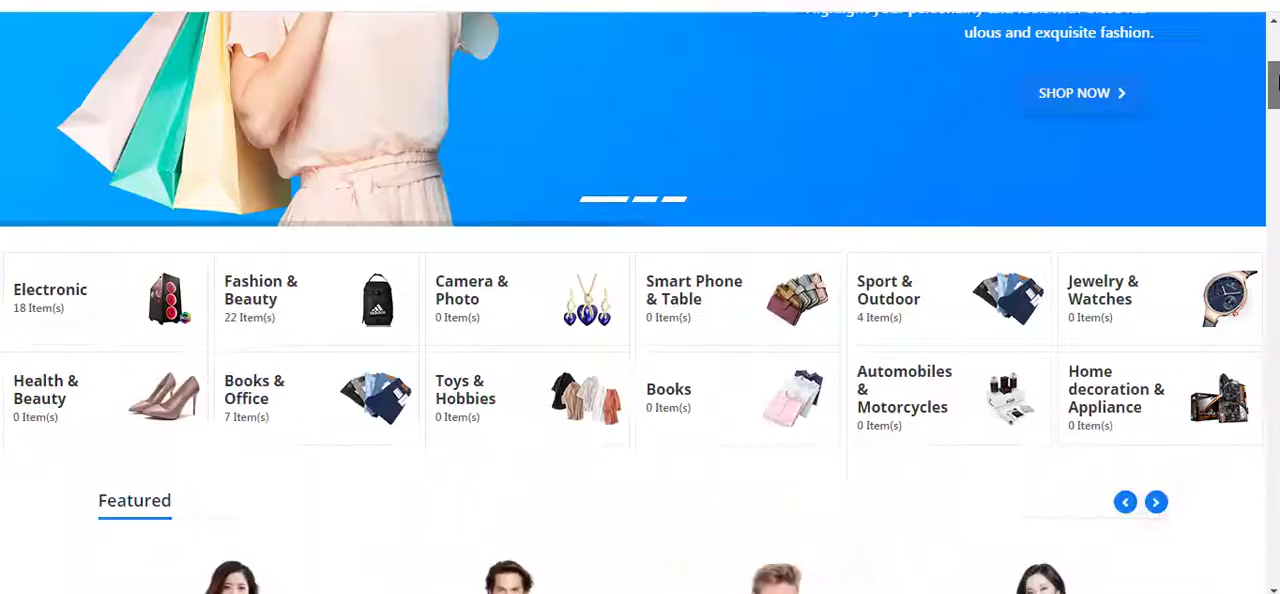 ulous and exquisite fashion.
SHOP NOW
Electronic
18 Item(s)
Fashion &
Beauty
22 Item(s)
Camera &
Photo
0 Item(s)
Smart Phone
& Table
0 Item(s)
Sport &
Outdoor
4 Item(s)
Jewelry &
Watches
0 Item(s)
Health &
Beauty
0 Item(s)
Books &
Office
7 Item(s)
Toys &
Hobbies
0 Item(s)
Books
0 Item(s)
Automobiles
&
Motorcycles
0 Item(s)
Home
decoration &
Appliance
0 Item(s)
Featured